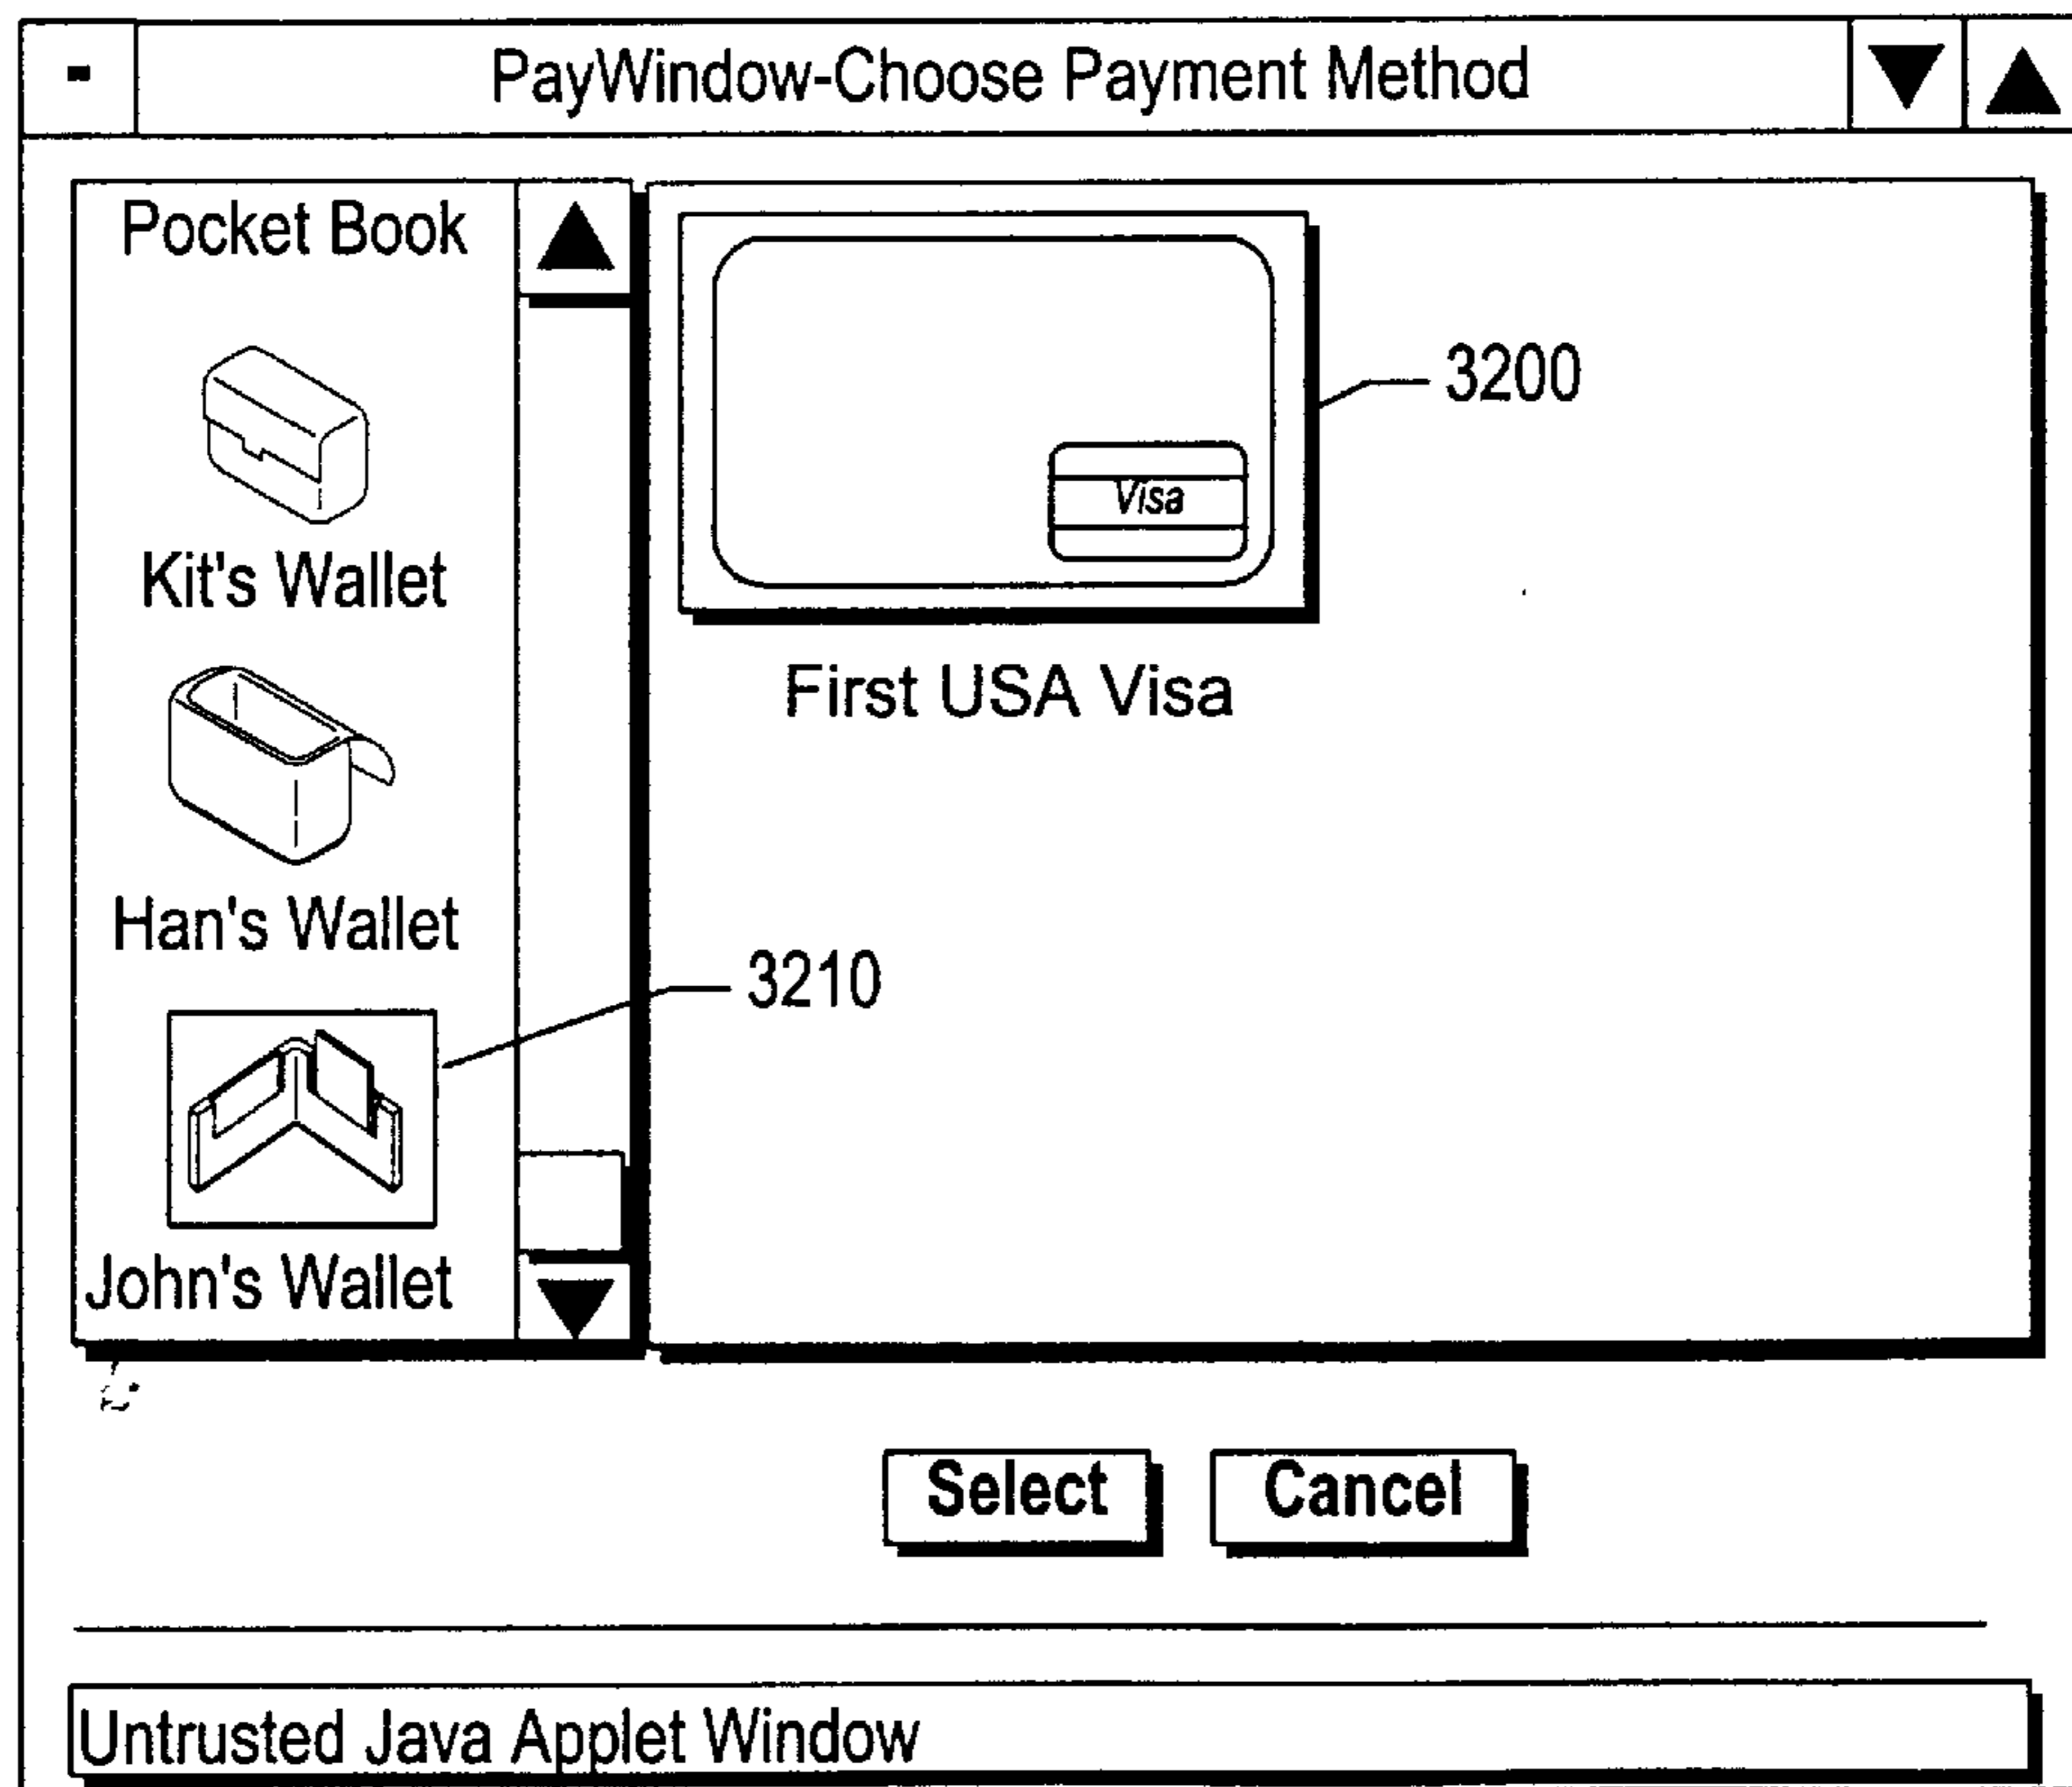 PayWindow-Choose Payment Method
Pocket Book
Kit's Wallet
Han's Wallet
3210
John's Wallet
Visa
3200
First USA Visa
Select
Cancel
Untrusted Java Applet Window